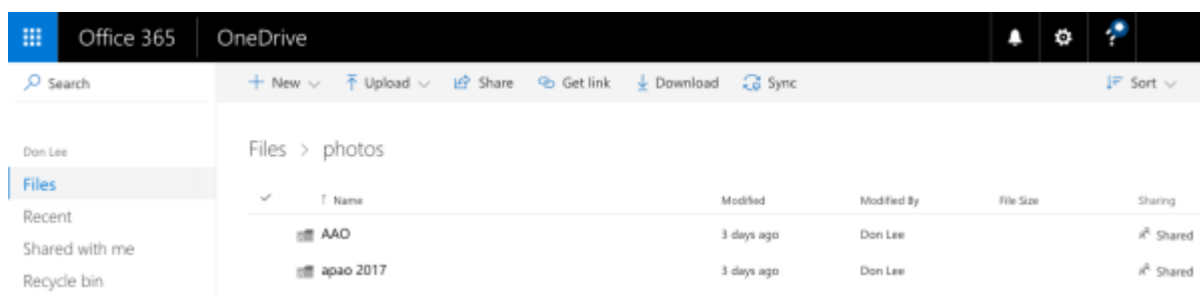 Office 365 OneDrive ?
Search + New Upload Share Get link Download Sync Sort
Files > photos
Don Lee
Files
Name Modified Modified By File Size Sharing
Recent
AAO 3 days ago Don Lee Shared
Shared with me
apao 2017 3 days ago Don Lee Shared
Recycle bin